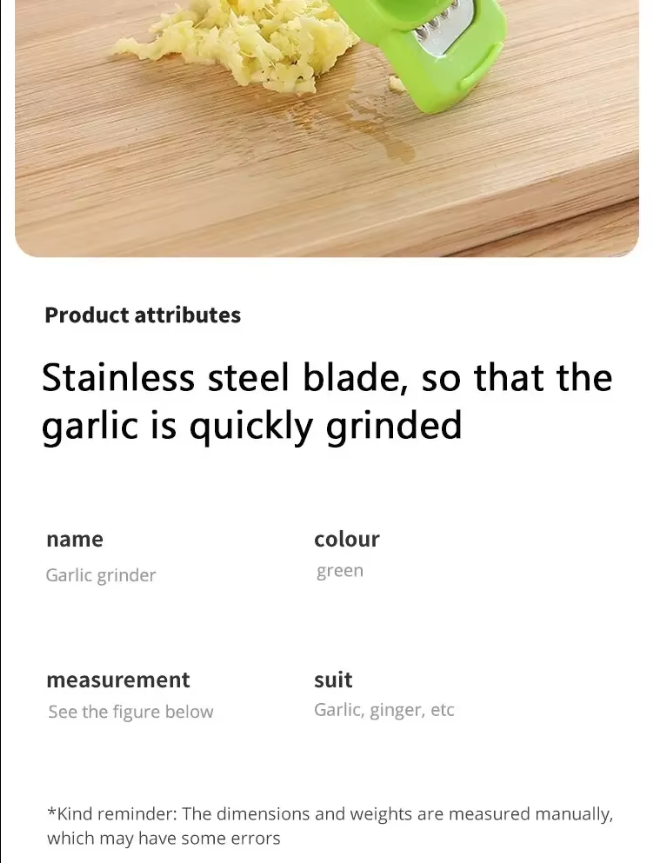 Product attributes
Stainless steel blade, so that the
garlic is quickly grinded
name
colour
Garlic grinder
green
measurement
suit
See the figure below
Garlic, ginger, etc
*Kind reminder: The dimensions and weights are measured manually,
which may have some errors